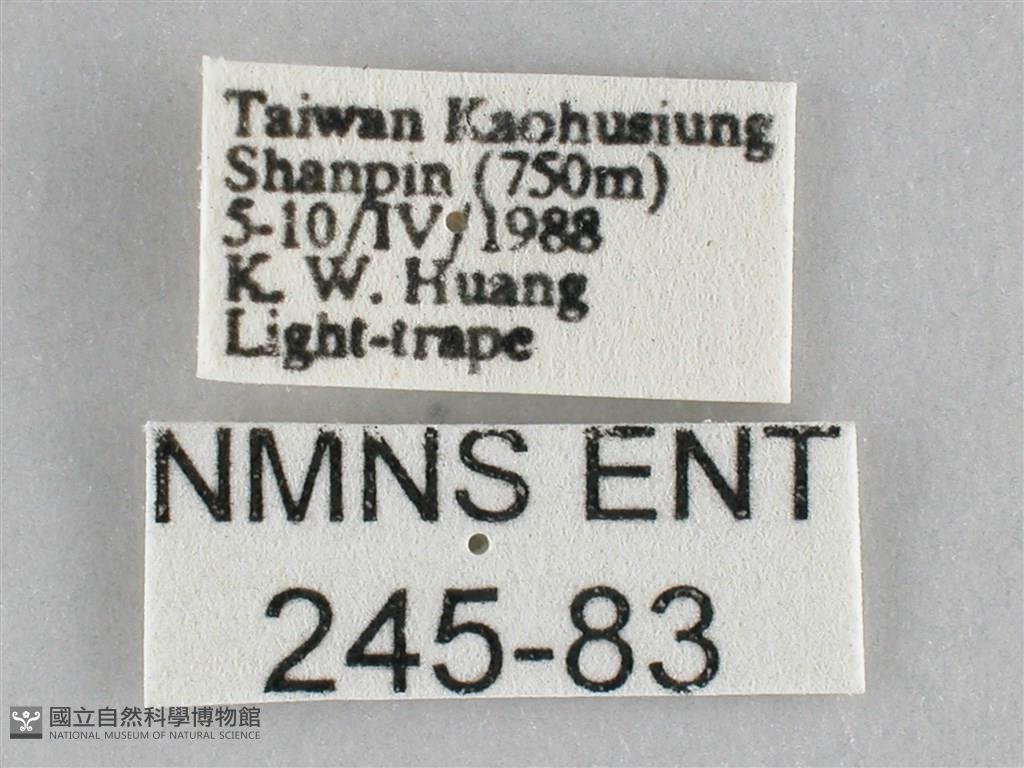 Taiwan Kaohusiung
Shanpin (750m)
5-10/IV/1988
K. W. Huang
Light-trape
NMNS ENT
245-83
國立自然科學博物館
NATIONAL MUSEUM OF NATURAL SCIENCE